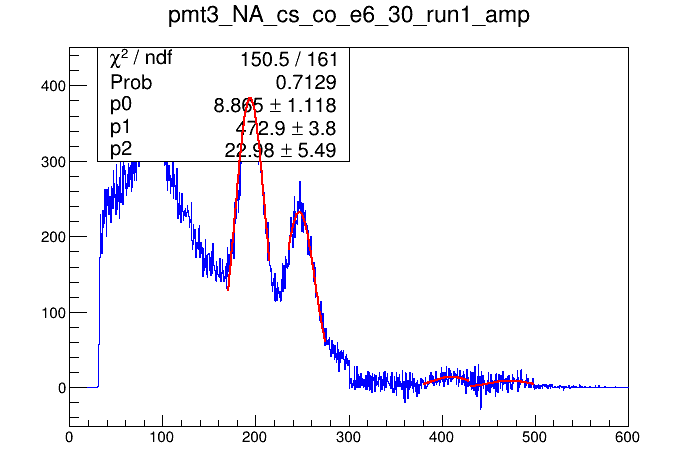 pmt3_NA_cs_co_e6_30_run1_amp
χ² / ndf 150.5 / 161
Prob 0.7129
p0 8.865 ± 1.118
p1 472.9 ± 3.8
p2 22.98 ± 5.49
400
300
200
100
0
0 100 200 300 400 500 600